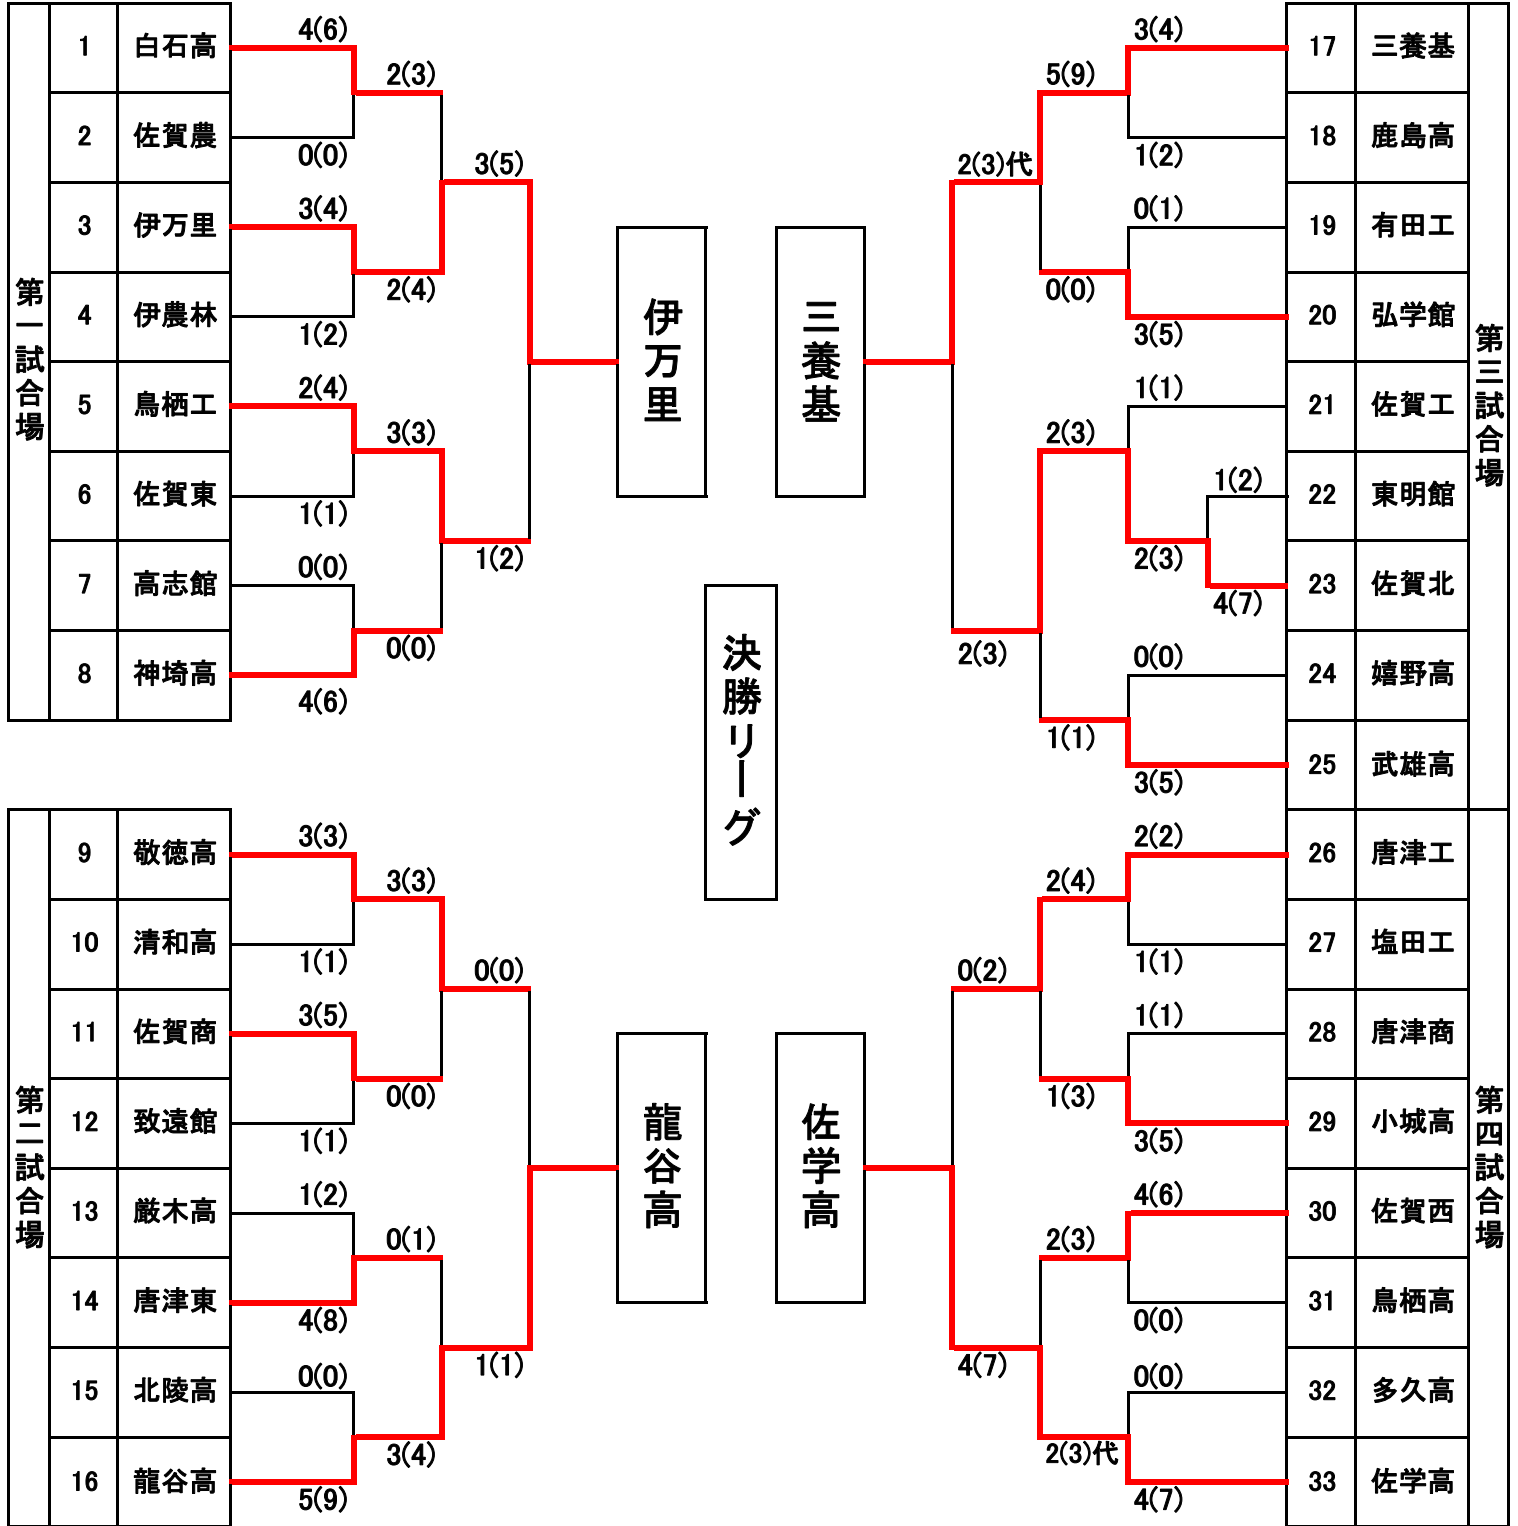 第一試合場
1 白石高 4(6)
2(3)
2 佐賀農 0(0)
3(5)
3 伊万里 3(4)
2(4)
4 伊農林 1(2)
5 鳥栖工 2(4)
3(3)
6 佐賀東 1(1)
1(2)
7 高志館 0(0)
0(0)
8 神埼高 4(6)
伊万里
第二試合場
9 敬徳高 3(3)
3(3)
10 清和高 1(1)
0(0)
11 佐賀商 3(5)
0(0)
12 致遠館 1(1)
13 厳木高 1(2)
0(1)
14 唐津東 4(8)
1(1)
15 北陵高 0(0)
3(4)
16 龍谷高 5(9)
龍谷高
決勝リーグ
三養基
第三試合場
3(4) 17 三養基
5(9)
1(2) 18 鹿島高
2(3)代
0(1) 19 有田工
0(0)
3(5) 20 弘学館
1(1) 21 佐賀工
2(3)
1(2) 22 東明館
2(3)
4(7) 23 佐賀北
2(3)
0(0) 24 嬉野高
1(1)
3(5) 25 武雄高
佐学高
第四試合場
2(2) 26 唐津工
2(4)
1(1) 27 塩田工
0(2)
1(1) 28 唐津商
1(3)
3(5) 29 小城高
4(6) 30 佐賀西
2(3)
0(0) 31 鳥栖高
4(7)
0(0) 32 多久高
2(3)代
4(7) 33 佐学高